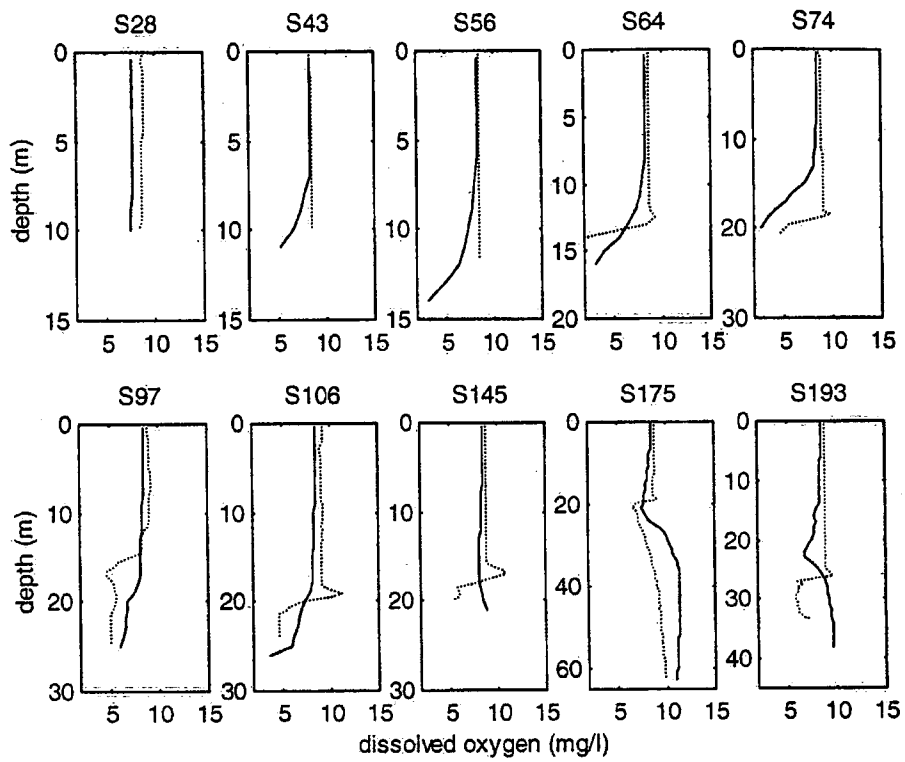 S28 S43 S56 S64 S74
0 0 0 0 0
5 5 5 5 10
depth (m)
10 10 10 10 20
15
15 15 15 20 30
5 10 15 5 10 15 5 10 15 5 10 15 5 10 15
S97 S106 S145 S175 S193
0 0 0 0 0
10 10 10 20 10
20
depth (m)
20 20 20 40 30
30 30 30 60 40
5 10 15 5 10 15 5 10 15 5 10 15 5 10 15
dissolved oxygen (mg/l)